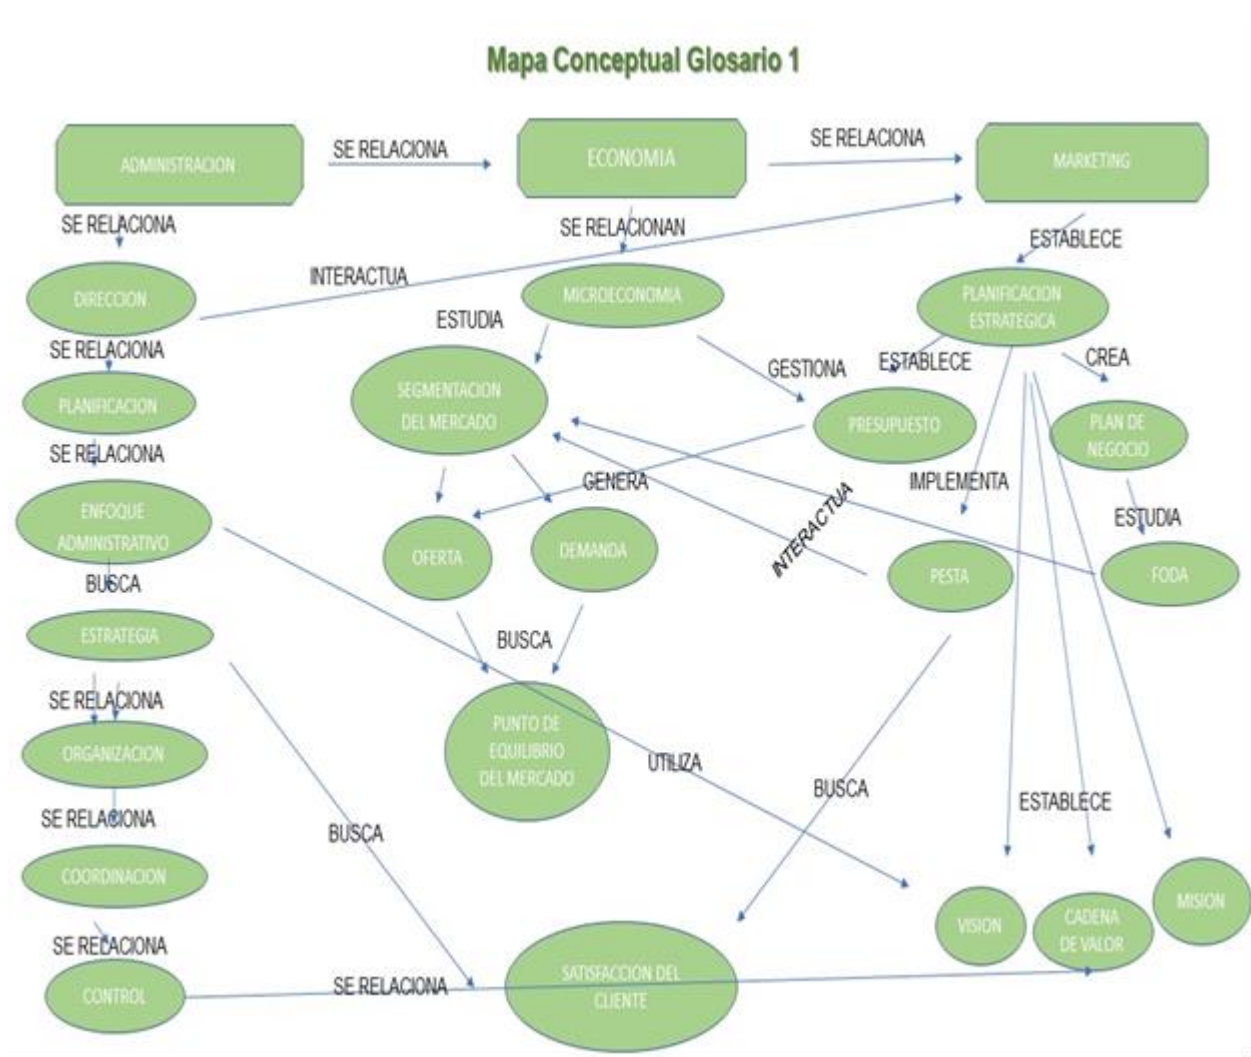 Mapa Conceptual Glosario 1
ADMINISTRACION
SE RELACIONA
ECONOMIA
SE RELACIONA
MARKETING
SE RELACIONA
SE RELACIONAN
ESTABLECE
DIRECCION
INTERACTUA
MICROECONOMIA
PLANIFICACION
ESTRATEGICA
SE RELACIONA
ESTUDIA
GESTIONA
ESTABLECE
CREA
PLANIFICACION
SEGMENTACION
DEL MERCADO
PRESUPUESTO
PLAN DE
NEGOCIO
SE RELACIONA
GENERA
IMPLEMENTA
INTERACTUA
ESTUDIA
ENFOQUE
ADMINISTRATIVO
OFERTA
DEMANDA
PESTA
FODA
BUSCA
ESTRATEGIA
BUSCA
SE RELACIONA
ORGANIZACION
PUNTO DE
EQUILIBRIO
DEL MERCADO
UTILIZA
BUSCA
ESTABLECE
SE RELACIONA
BUSCA
COORDINACION
VISION
CADENA
DE VALOR
MISION
SE RELACIONA
CONTROL
SE RELACIONA
SATISFACCION DEL
CLIENTE